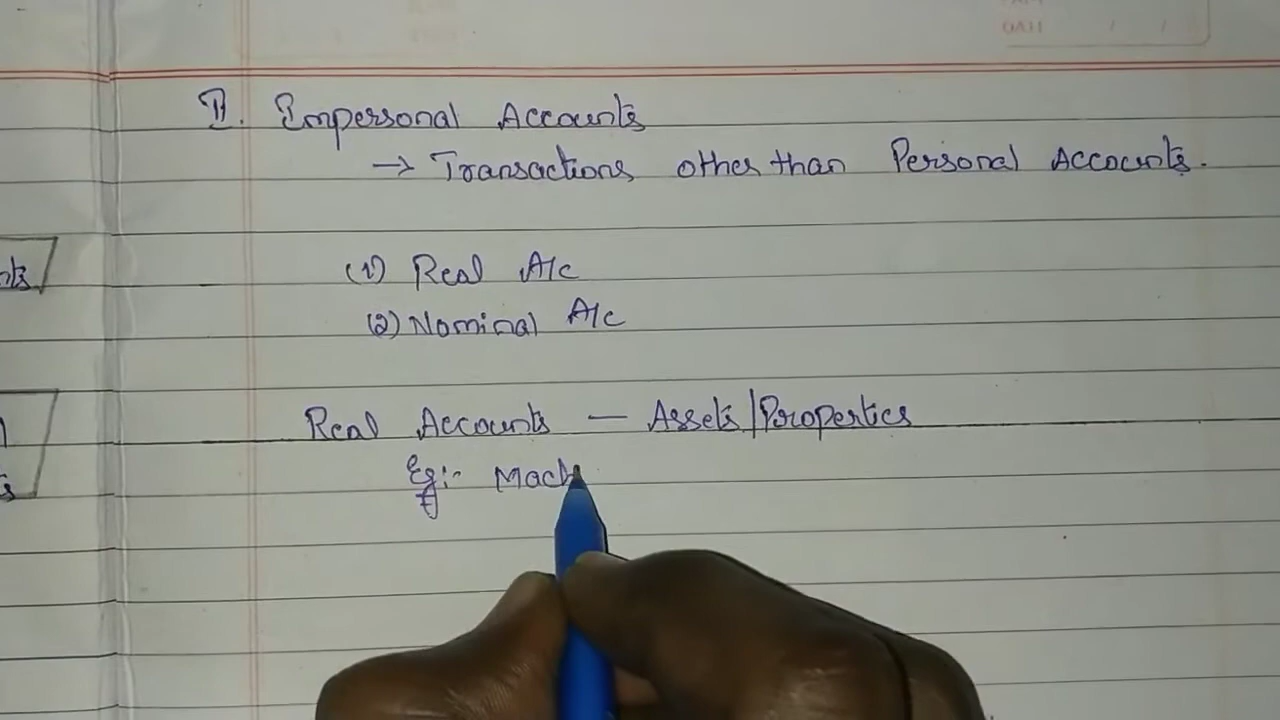 II. Impersonal Accounts
→ Transactions other than Personal Accounts.
(1) Real A/c
(2) Nominal A/c
Real Accounts — Assets/Properties
Eg:- Mach